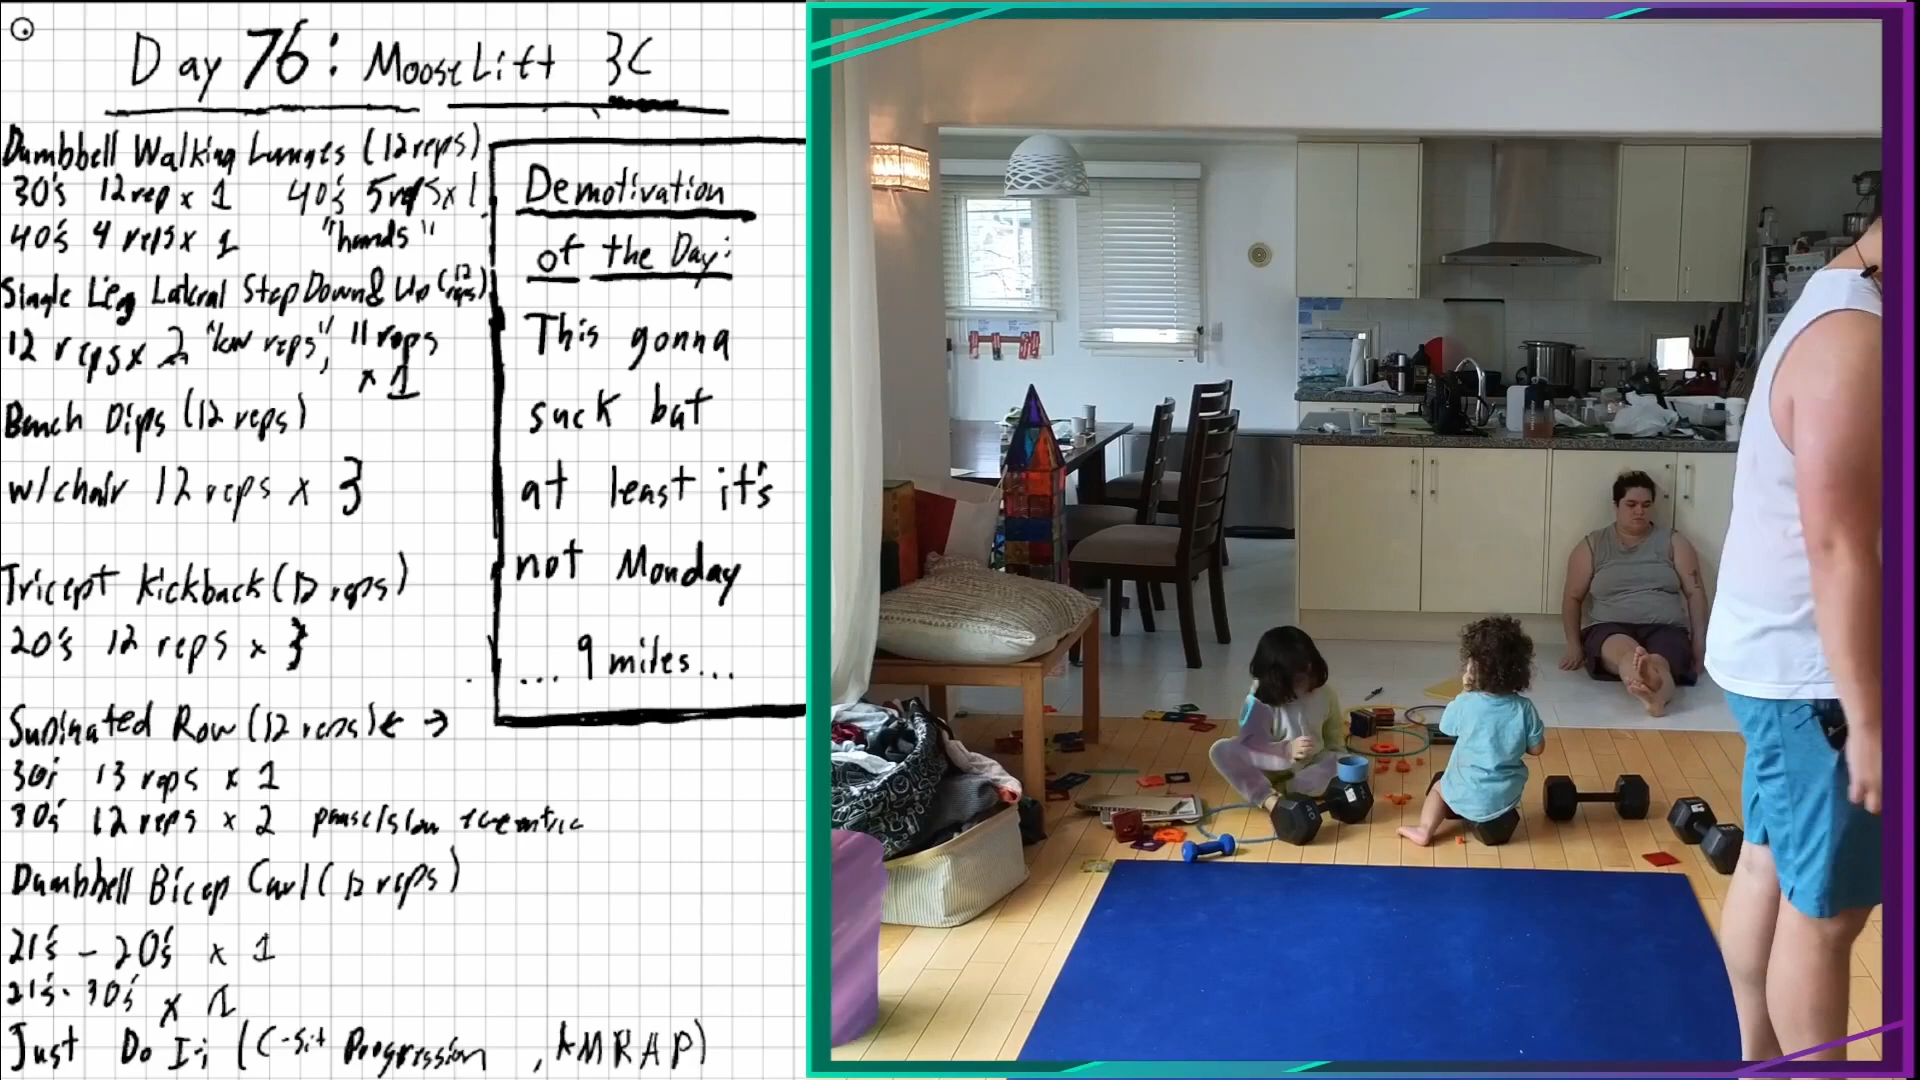 Day 76: MooseLift 3C
Dumbbell Walking Lunges (12 reps)
30's 12 rep x 1 40's 5 reps x 1
40's 4 reps x 1 "hands"
Single Leg Lateral Step Down & Up (12 reps)
12 reps x 2 "low reps", 11 reps
x 1
Bench Dips (12 reps)
w/chair 12 reps x 3
Tricept Kickback (12 reps)
20's 12 reps x 3
Supinated Row (12 reps) ← →
30's 13 reps x 1
30's 12 reps x 2 pause/slow
Dumbbell Bicep Curl (12 reps)
21's - 20's x 1
21's - 30's x 1
Just Do It (C-sit Progression, AMRAP)
Demotivation
of the Day:
This gonna
suck but
at least it's
not Monday
... 9 miles...